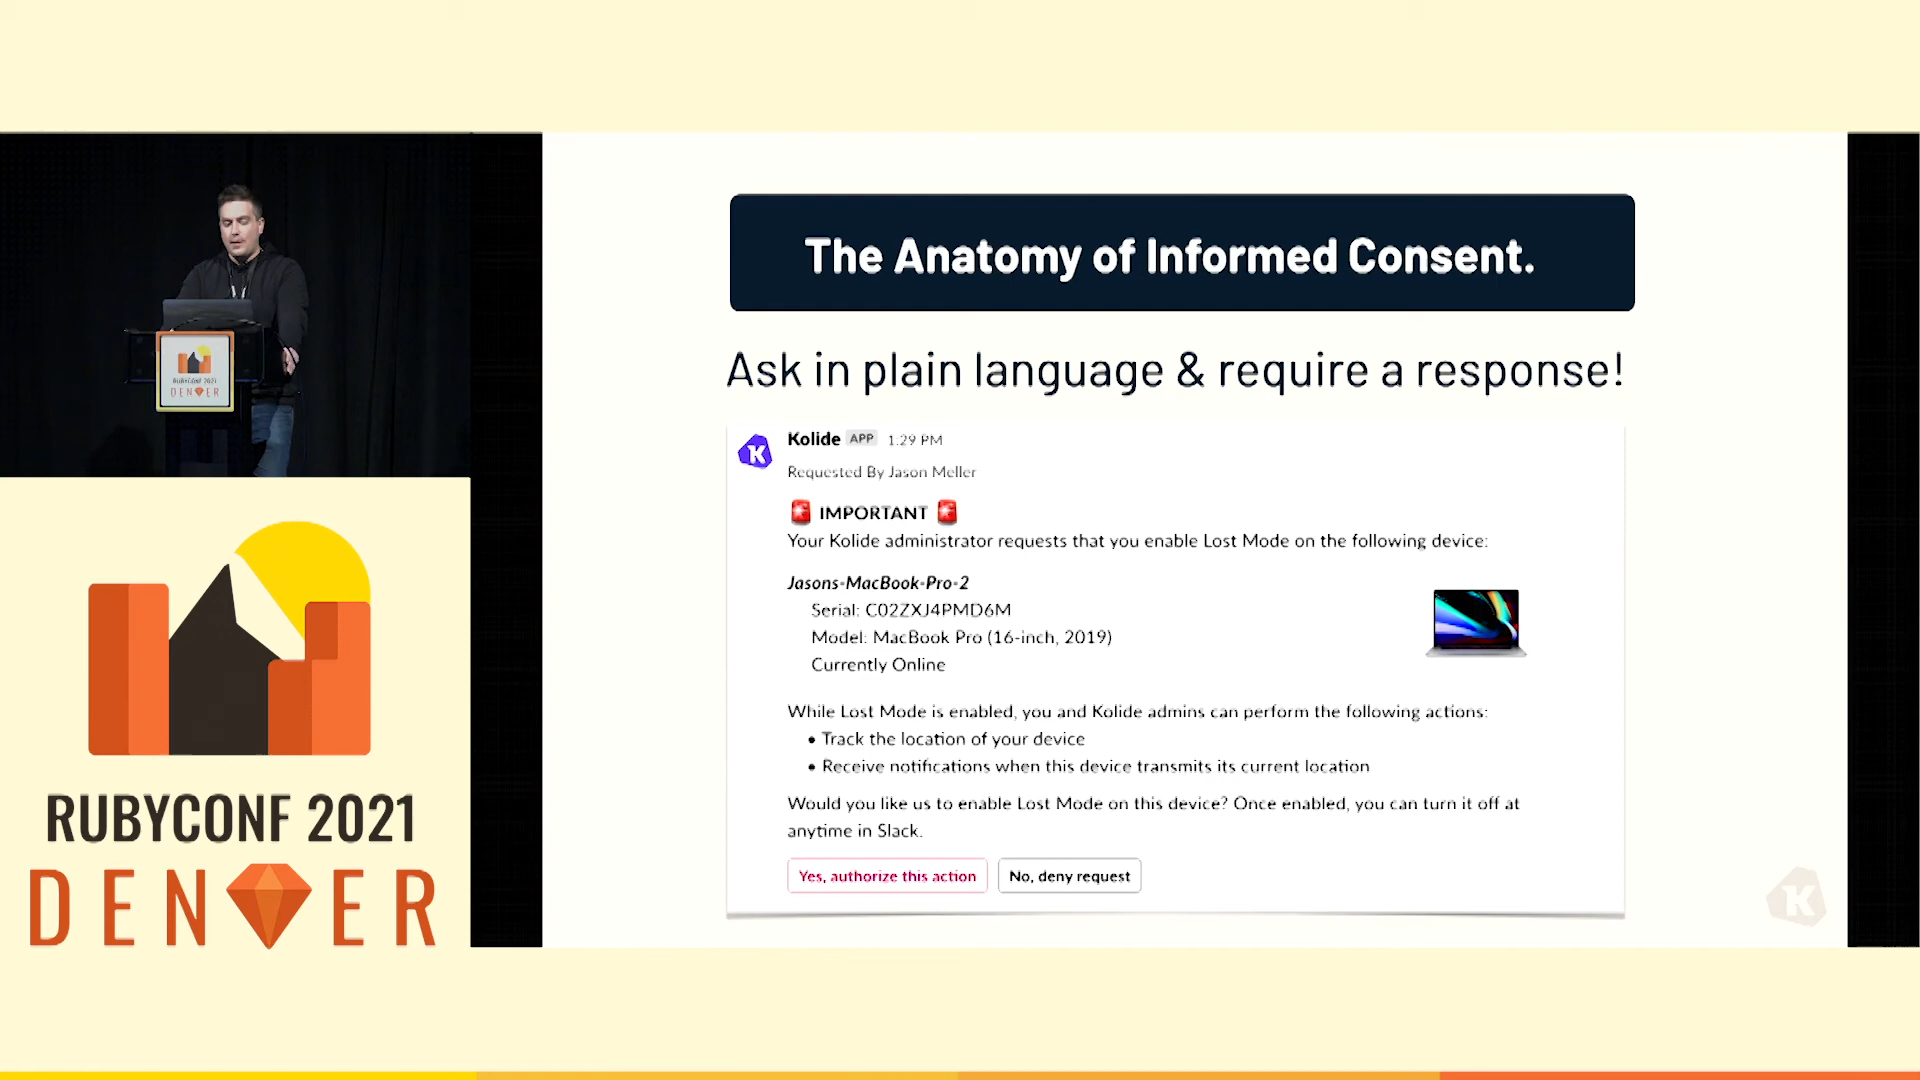 The Anatomy of Informed Consent.
Ask in plain language & require a response!
Kolide APP 1:29 PM
Requested By Jason Meller
IMPORTANT
Your Kolide administrator requests that you enable Lost Mode on the following device:
Jasons-MacBook-Pro-2
Serial: C02ZXJ4PMD6M
Model: MacBook Pro (16-inch, 2019)
Currently Online
While Lost Mode is enabled, you and Kolide admins can perform the following actions:
• Track the location of your device
• Receive notifications when this device transmits its current location
Would you like us to enable Lost Mode on this device? Once enabled, you can turn it off at
anytime in Slack.
Yes, authorize this action
No, deny request
K
K
RUBYCONF 2021
DENVER
RUBYCONF 2021
DENVER